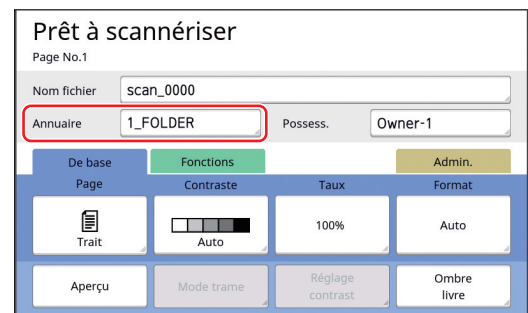 Prêt à scannériser
Page No.1
Nom fichier scan_0000
Annuaire 1_FOLDER Possess. Owner-1
De base Fonctions Admin.
Page Contraste Taux Format
Trait Auto 100% Auto
Aperçu Mode trame Réglage contrast Ombre livre